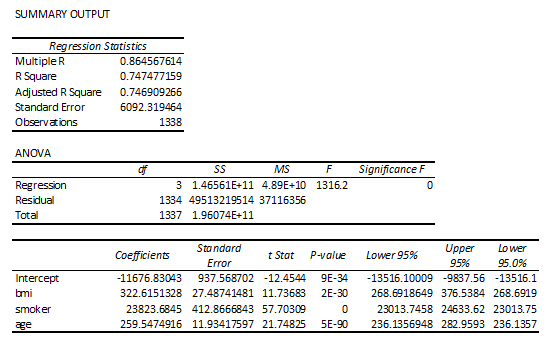 SUMMARY OUTPUT
Regression Statistics
Multiple R 0.864567614
R Square 0.747477159
Adjusted R Square 0.746909266
Standard Error 6092.319464
Observations 1338
ANOVA
df SS MS F Significance F
Regression 3 1.46561E+11 4.89E+10 1316.2 0
Residual 1334 49513219514 37116356
Total 1337 1.96074E+11
Coefficients Standard Error t Stat P-value Lower 95% Upper 95% Lower 95.0%
Intercept -11676.83043 937.568702 -12.4544 9E-34 -13516.10009 -9837.56 -13516.1
bmi 322.6151328 27.48741481 11.73683 2E-30 268.6918649 376.5384 268.6919
smoker 23823.6845 412.8666843 57.70309 0 23013.7458 24633.62 23013.75
age 259.5474916 11.93417597 21.74825 5E-90 236.1356948 282.9593 236.1357